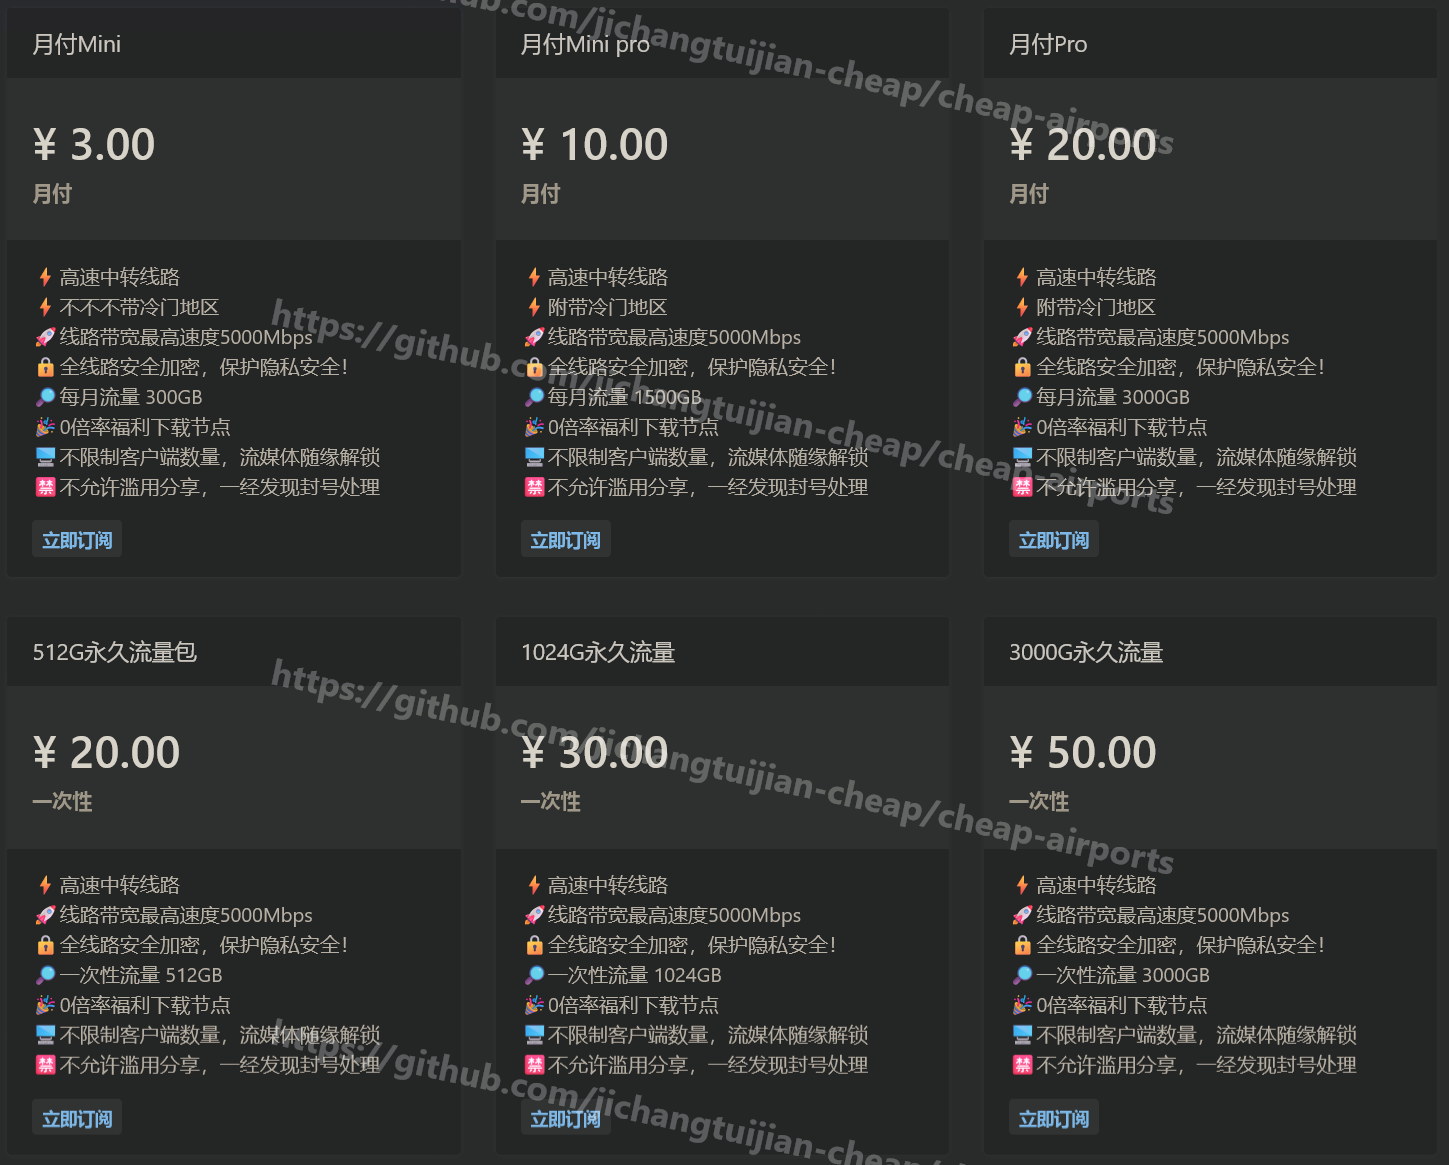 月付Mini
¥ 3.00
月付
⚡高速中转线路
⚡不不不带冷门地区
🚀线路带宽最高速度5000Mbps
🔒全线路安全加密，保护隐私安全！
🔎每月流量 300GB
🎉0倍率福利下载节点
🖥️不限制客户端数量，流媒体随缘解锁
🈲不允许滥用分享，一经发现封号处理
立即订阅
月付Mini pro
¥ 10.00
月付
⚡高速中转线路
⚡附带冷门地区
🚀线路带宽最高速度5000Mbps
🔒全线路安全加密，保护隐私安全！
🔎每月流量 1500GB
🎉0倍率福利下载节点
🖥️不限制客户端数量，流媒体随缘解锁
🈲不允许滥用分享，一经发现封号处理
立即订阅
月付Pro
¥ 20.00
月付
⚡高速中转线路
⚡附带冷门地区
🚀线路带宽最高速度5000Mbps
🔒全线路安全加密，保护隐私安全！
🔎每月流量 3000GB
🎉0倍率福利下载节点
🖥️不限制客户端数量，流媒体随缘解锁
🈲不允许滥用分享，一经发现封号处理
立即订阅
512G永久流量包
¥ 20.00
一次性
⚡高速中转线路
🚀线路带宽最高速度5000Mbps
🔒全线路安全加密，保护隐私安全！
🔎一次性流量 512GB
🎉0倍率福利下载节点
🖥️不限制客户端数量，流媒体随缘解锁
🈲不允许滥用分享，一经发现封号处理
立即订阅
1024G永久流量
¥ 30.00
一次性
⚡高速中转线路
🚀线路带宽最高速度5000Mbps
🔒全线路安全加密，保护隐私安全！
🔎一次性流量 1024GB
🎉0倍率福利下载节点
🖥️不限制客户端数量，流媒体随缘解锁
🈲不允许滥用分享，一经发现封号处理
立即订阅
3000G永久流量
¥ 50.00
一次性
⚡高速中转线路
🚀线路带宽最高速度5000Mbps
🔒全线路安全加密，保护隐私安全！
🔎一次性流量 3000GB
🎉0倍率福利下载节点
🖥️不限制客户端数量，流媒体随缘解锁
🈲不允许滥用分享，一经发现封号处理
立即订阅
ub.com/jichangtuijian-cheap/cheap-airports
https://github.com/jichangtuijian-cheap/cheap-airports
https://github.com/jichangtuijian-cheap/cheap-airports
https://github.com/jichangtuijian-cheap/